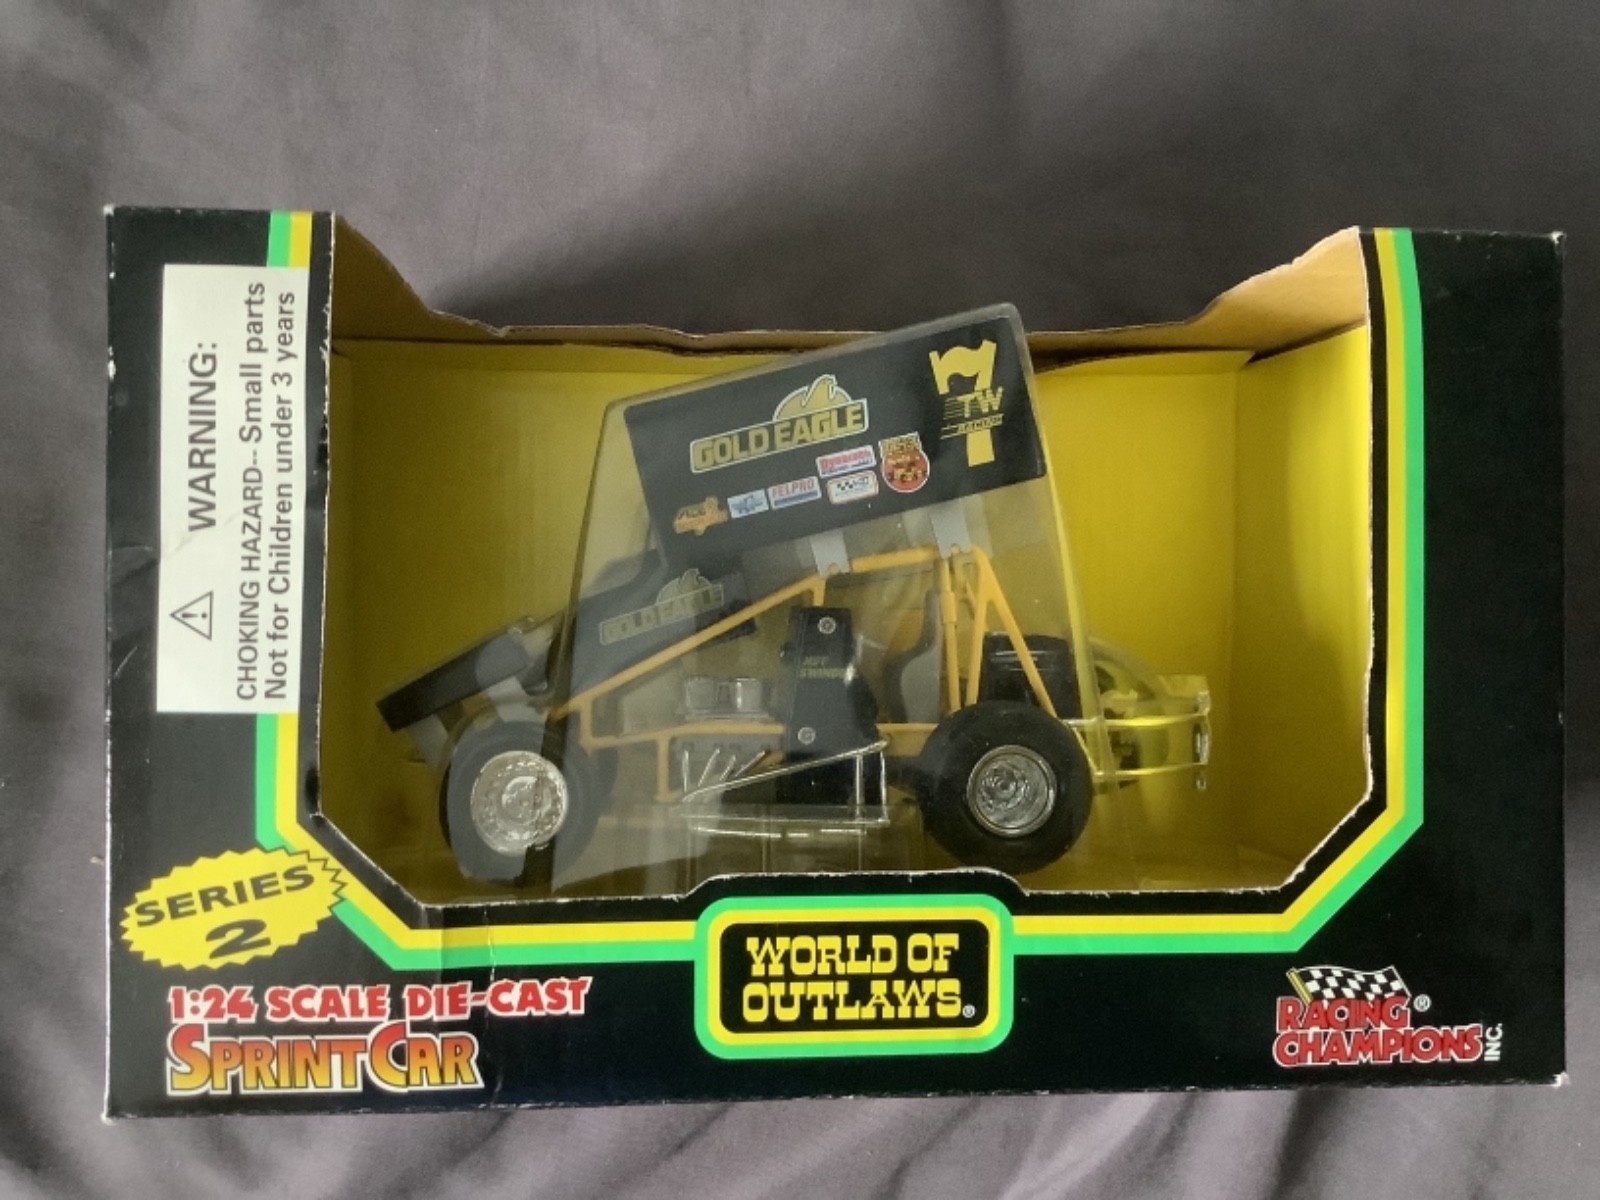 WARNING:
CHOKING HAZARD-- Small parts
Not for Children under 3 years
GOLD EAGLE
7
TW
RACING
FELPRO
GOLD EAGLE
SERIES
2
1:24 SCALE DIE-CAST
SPRINT CAR
WORLD OF
OUTLAWS®
RACING ®
CHAMPIONS INC.